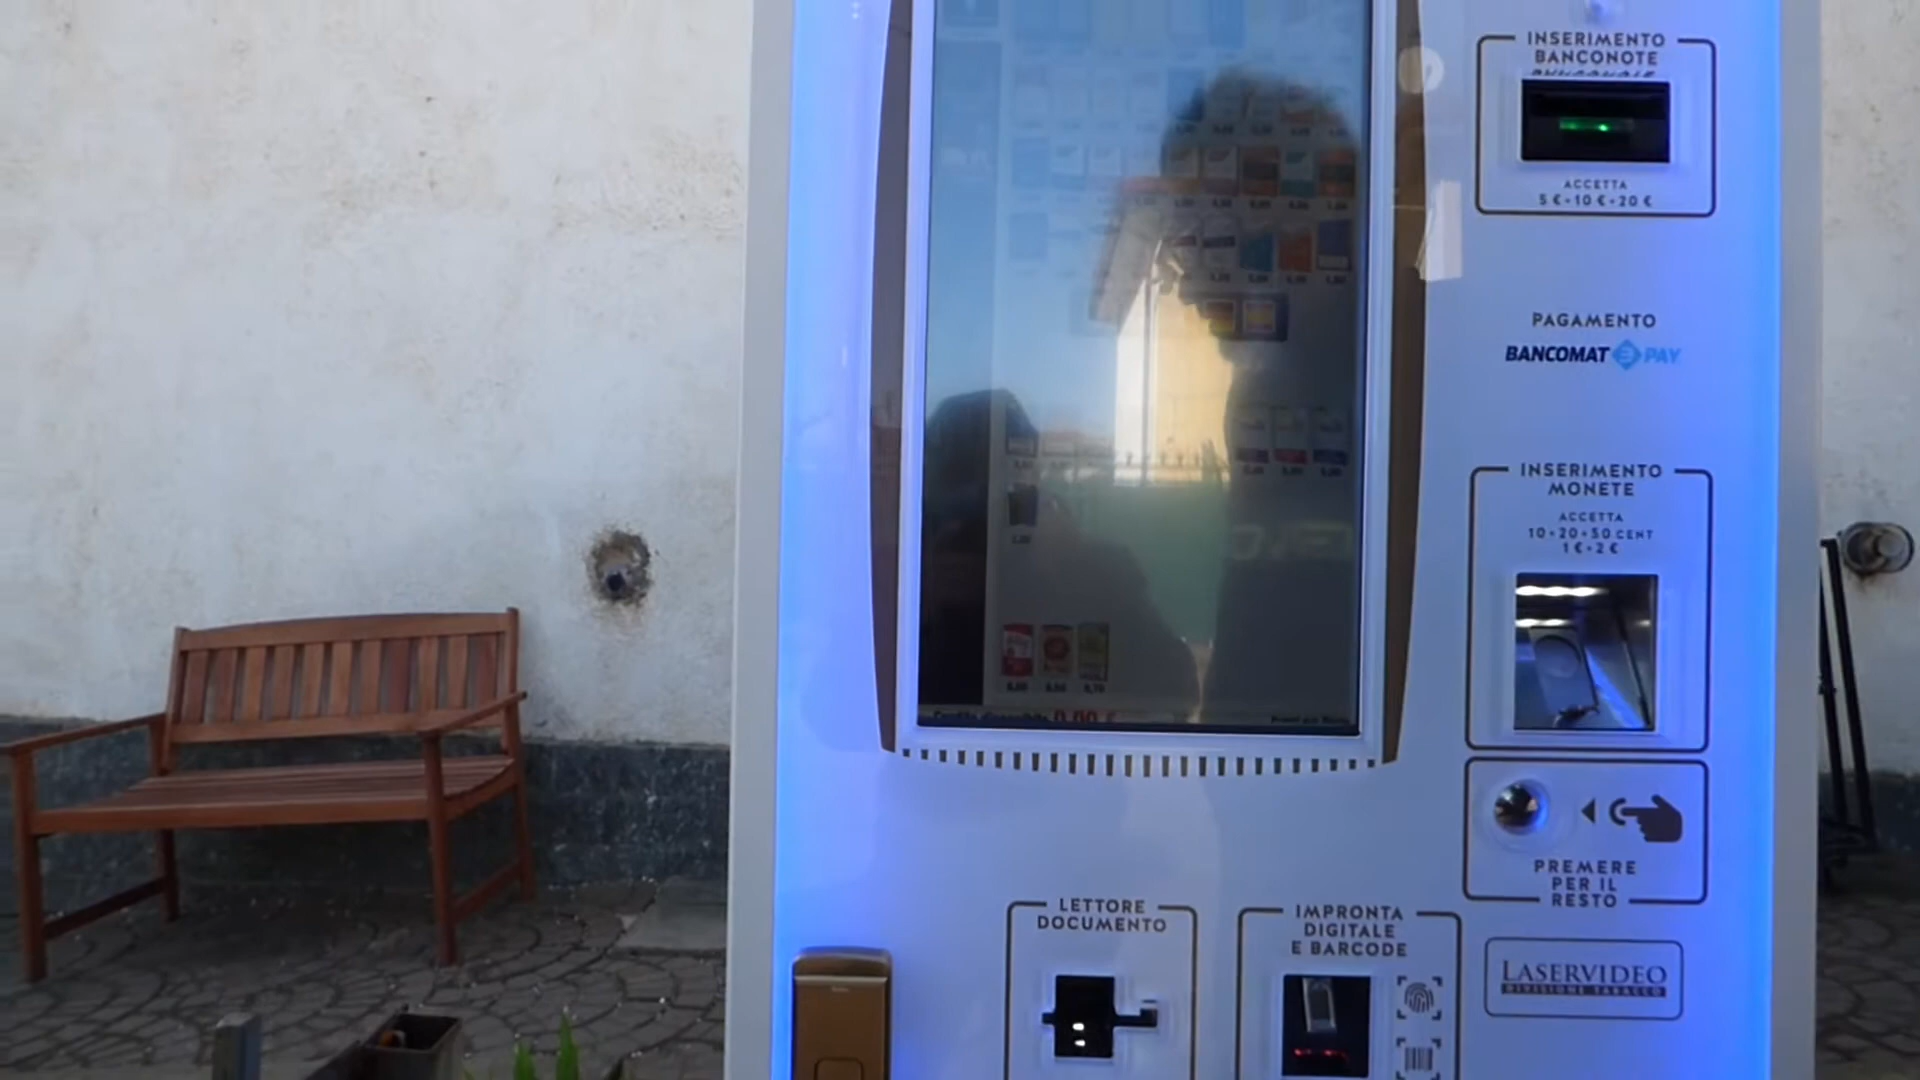 INSERIMENTO
BANCONOTE
ACCETTA
5 € • 10 € • 20 €
PAGAMENTO
BANCOMAT PAY
INSERIMENTO
MONETE
ACCETTA
10 • 20 • 50 CENT
1 € • 2 €
PREMERE
PER IL
RESTO
LETTORE
DOCUMENTO
IMPRONTA
DIGITALE
E BARCODE
LASERVIDEO
DIVISIONE TABACCO